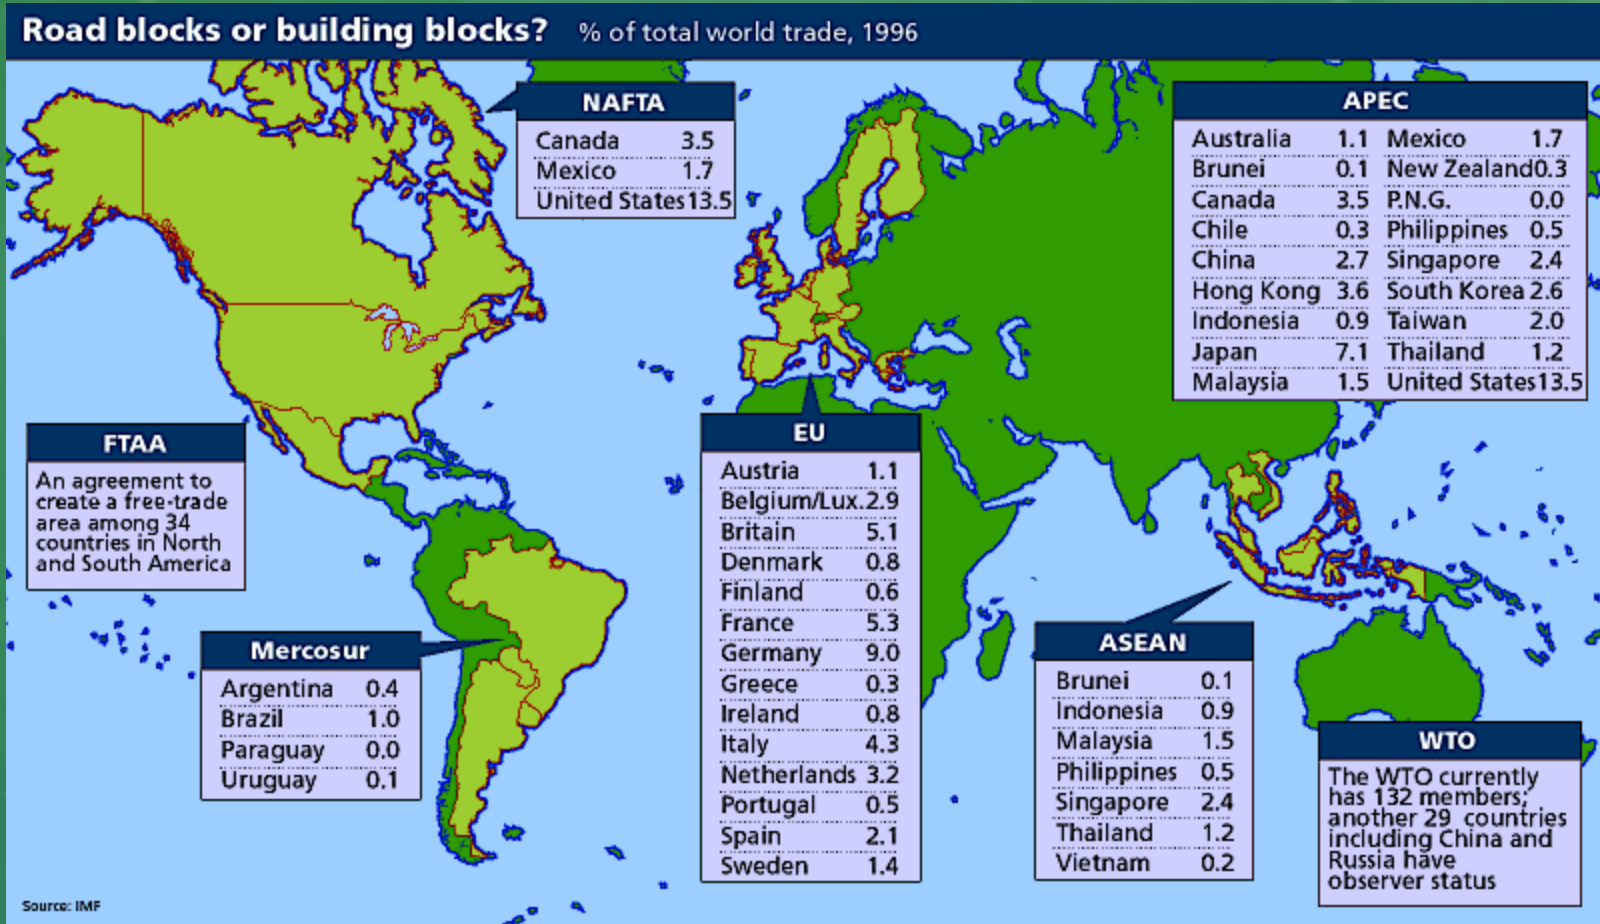 Road blocks or building blocks? % of total world trade, 1996
NAFTA
Canada 3.5
Mexico 1.7
United States 13.5
APEC
Australia 1.1 Mexico 1.7
Brunei 0.1 New Zealand 0.3
Canada 3.5 P.N.G. 0.0
Chile 0.3 Philippines 0.5
China 2.7 Singapore 2.4
Hong Kong 3.6 South Korea 2.6
Indonesia 0.9 Taiwan 2.0
Japan 7.1 Thailand 1.2
Malaysia 1.5 United States 13.5
FTAA
An agreement to
create a free-trade
area among 34
countries in North
and South America
EU
Austria 1.1
Belgium/Lux. 2.9
Britain 5.1
Denmark 0.8
Finland 0.6
France 5.3
Germany 9.0
Greece 0.3
Ireland 0.8
Italy 4.3
Netherlands 3.2
Portugal 0.5
Spain 2.1
Sweden 1.4
Mercosur
Argentina 0.4
Brazil 1.0
Paraguay 0.0
Uruguay 0.1
ASEAN
Brunei 0.1
Indonesia 0.9
Malaysia 1.5
Philippines 0.5
Singapore 2.4
Thailand 1.2
Vietnam 0.2
WTO
The WTO currently
has 132 members;
another 29 countries
including China and
Russia have
observer status
Source: IMF